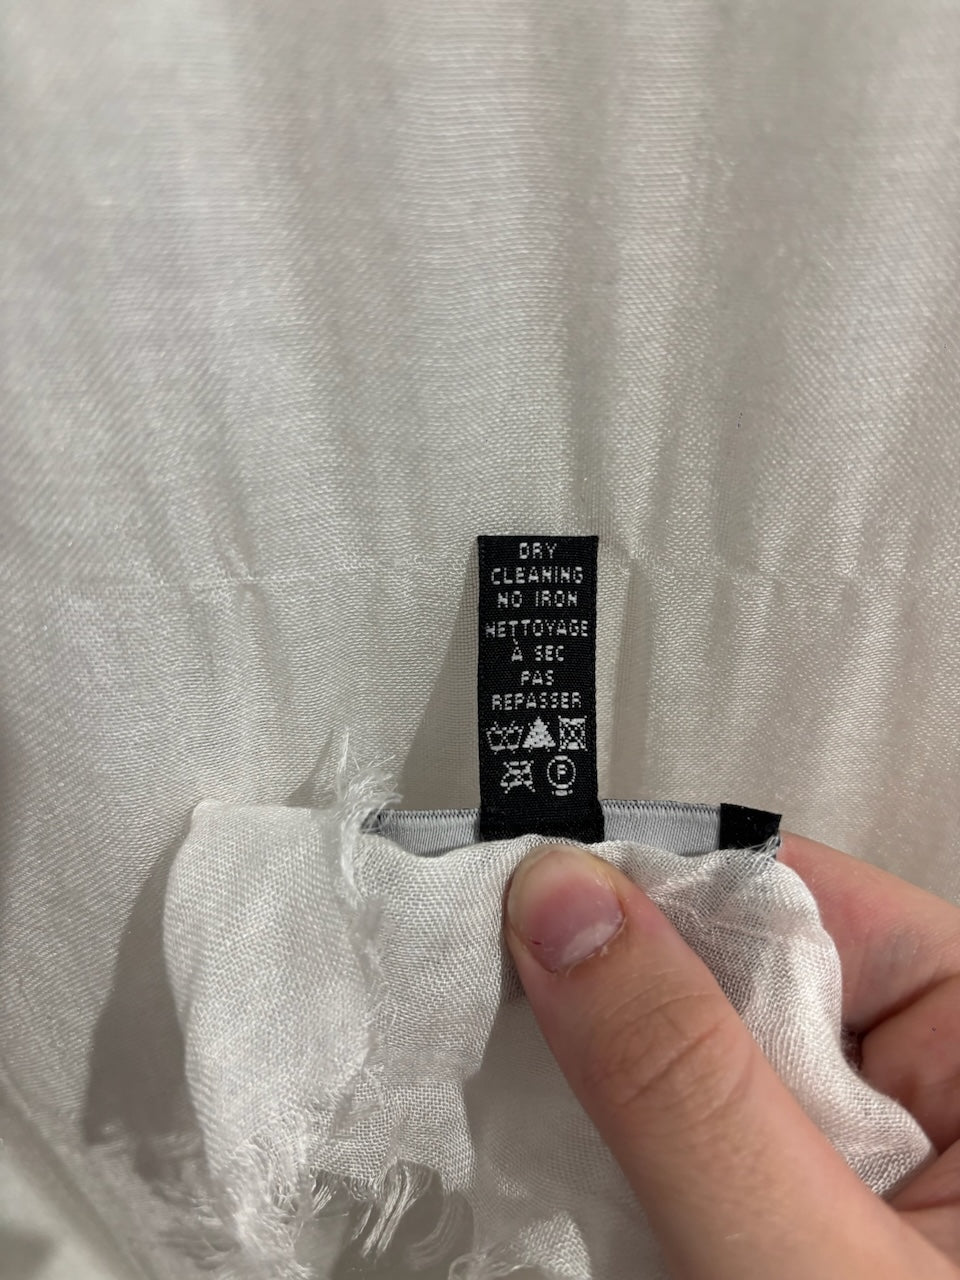 DRY
CLEANING
NO IRON
NETTOYAGE
À SEC
PAS
REPASSER
P